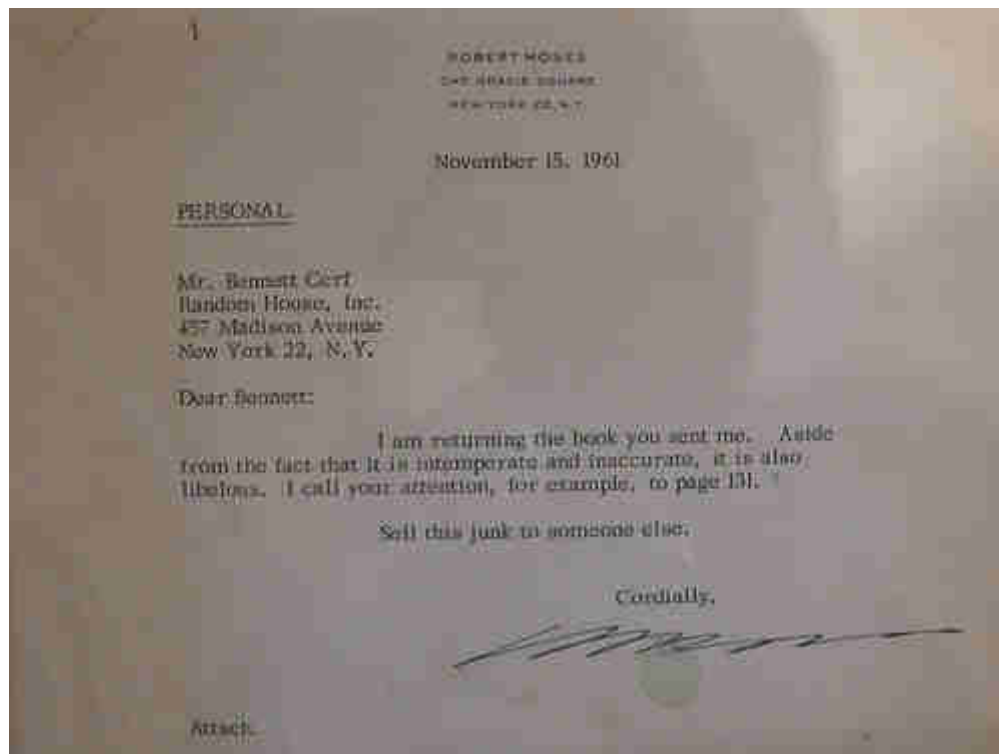 ROBERT MOSES
ONE GRACIE SQUARE
NEW YORK 28, N.Y.
November 15, 1961
PERSONAL
Mr. Bennett Cerf
Random House, Inc.
457 Madison Avenue
New York 22, N.Y.
Dear Bennett:
I am returning the book you sent me. Aside
from the fact that it is intemperate and inaccurate, it is also
libelous. I call your attention, for example, to page 131.
Sell this junk to someone else.
Cordially,
Attach.